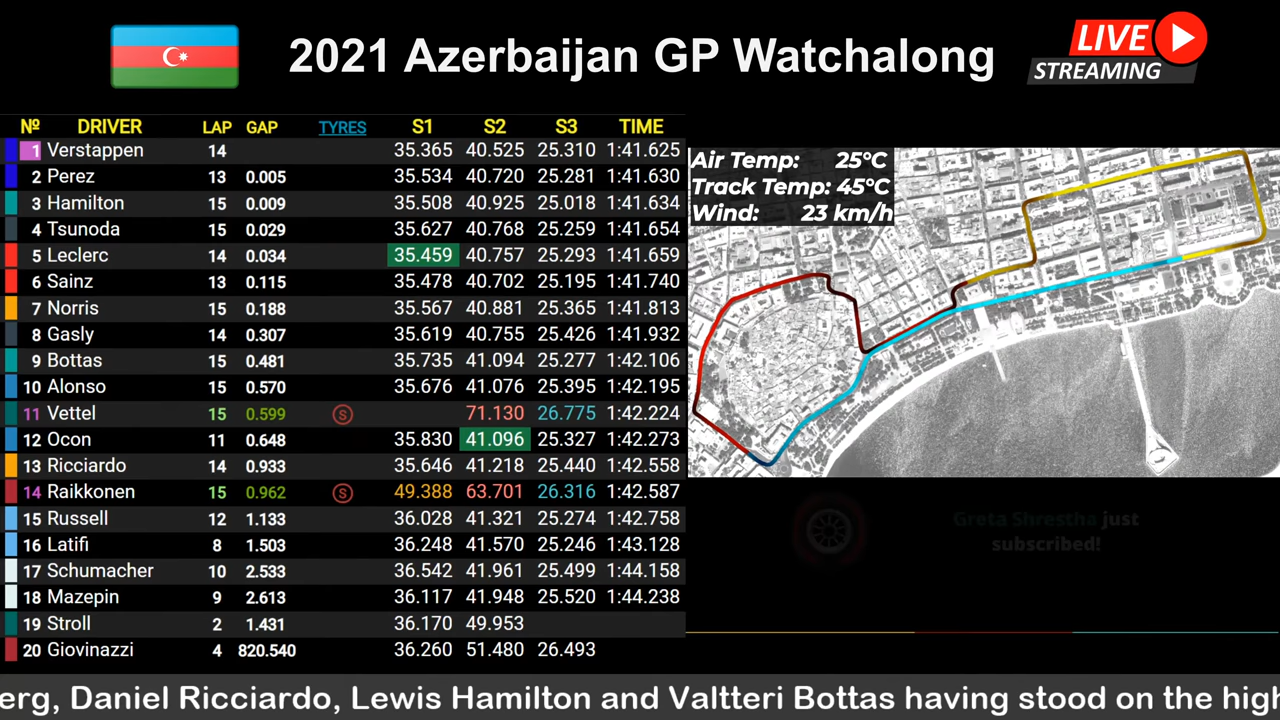 2021 Azerbaijan GP Watchalong
LIVE
STREAMING
Nº DRIVER LAP GAP TYRES S1 S2 S3 TIME
1 Verstappen 14 35.365 40.525 25.310 1:41.625
2 Perez 13 0.005 35.534 40.720 25.281 1:41.630
3 Hamilton 15 0.009 35.508 40.925 25.018 1:41.634
4 Tsunoda 15 0.029 35.627 40.768 25.259 1:41.654
5 Leclerc 14 0.034 35.459 40.757 25.293 1:41.659
6 Sainz 13 0.115 35.478 40.702 25.195 1:41.740
7 Norris 15 0.188 35.567 40.881 25.365 1:41.813
8 Gasly 14 0.307 35.619 40.755 25.426 1:41.932
9 Bottas 15 0.481 35.735 41.094 25.277 1:42.106
10 Alonso 15 0.570 35.676 41.076 25.395 1:42.195
11 Vettel 15 0.599 S 71.130 26.775 1:42.224
12 Ocon 11 0.648 35.830 41.096 25.327 1:42.273
13 Ricciardo 14 0.933 35.646 41.218 25.440 1:42.558
14 Raikkonen 15 0.962 S 49.388 63.701 26.316 1:42.587
15 Russell 12 1.133 36.028 41.321 25.274 1:42.758
16 Latifi 8 1.503 36.248 41.570 25.246 1:43.128
17 Schumacher 10 2.533 36.542 41.961 25.499 1:44.158
18 Mazepin 9 2.613 36.117 41.948 25.520 1:44.238
19 Stroll 2 1.431 36.170 49.953
20 Giovinazzi 4 820.540 36.260 51.480 26.493
Air Temp: 25°C
Track Temp: 45°C
Wind: 23 km/h
Greta Shrestha just
subscribed!
erg, Daniel Ricciardo, Lewis Hamilton and Valtteri Bottas having stood on the high